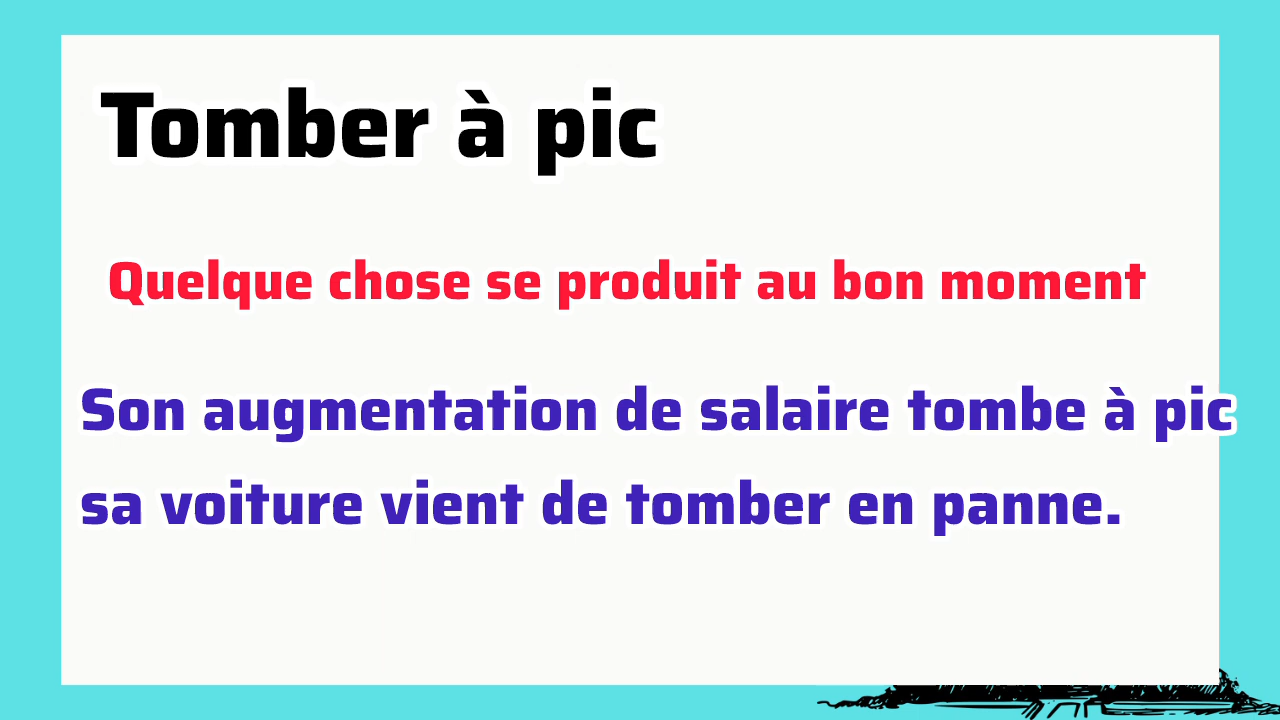 Tomber à pic
Quelque chose se produit au bon moment
Son augmentation de salaire tombe à pic
sa voiture vient de tomber en panne.